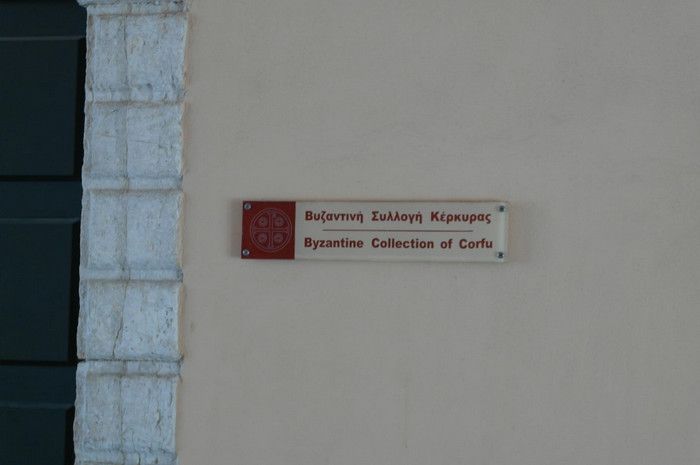 Βυζαντινή Συλλογή Κέρκυρας
Byzantine Collection of Corfu